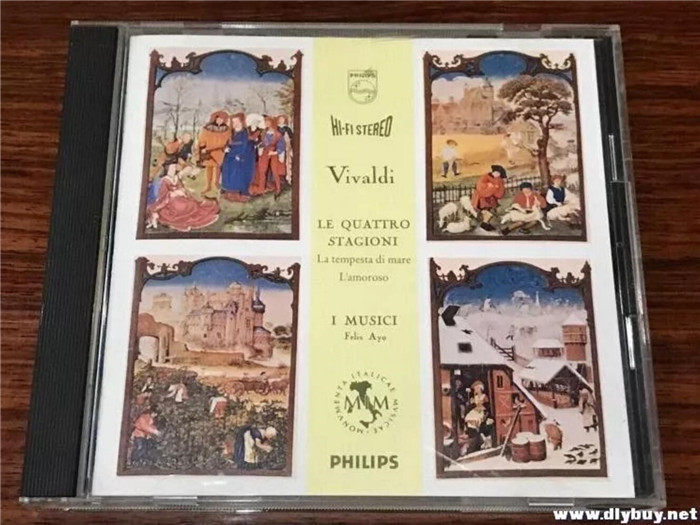 PHILIPS
HI-FI STEREO
Vivaldi
LE QUATTRO
STAGIONI
La tempesta di mare
L'amoroso
I MUSICI
Felix Ayo
MONUMENTA ITALICAE MUSICAE
MIM
PHILIPS
www.dlybuy.net